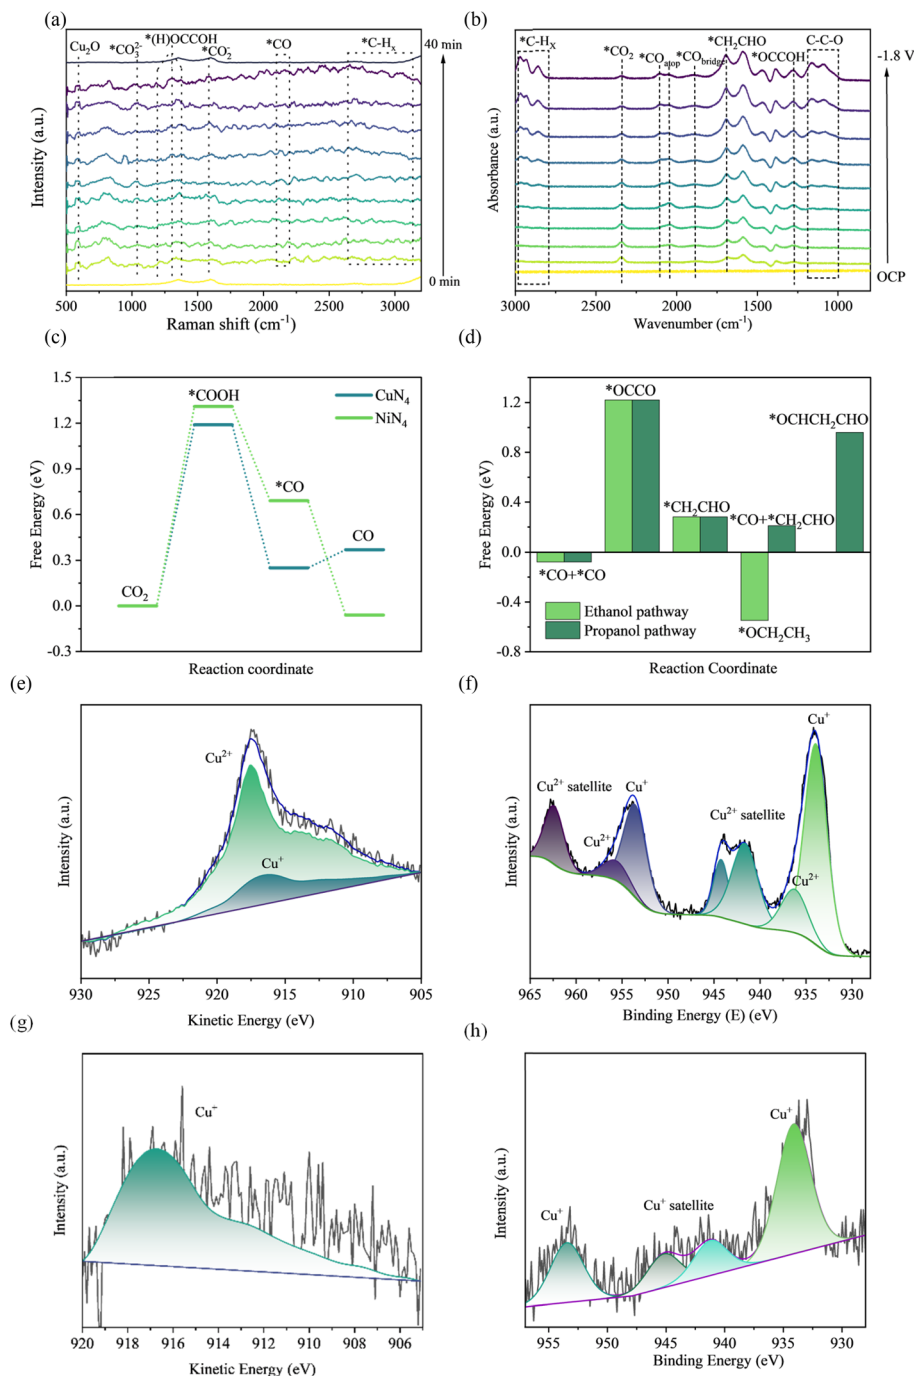 (a)
Cu₂O
*CO₃²⁻
*(H)OCCOH
*CO₂⁻
*CO
*C-Hₓ
40 min
0 min
Intensity (a.u.)
500 1000 1500 2000 2500 3000
Raman shift (cm⁻¹)
(b)
*C-Hₓ
*CO₂
*CO_atop
*CO_bridge
*CH₂CHO
*OCCOH
C-C-O
-1.8 V
OCP
Absorbance (a.u.)
3000 2500 2000 1500 1000
Wavenumber (cm⁻¹)
(c)
1.5
1.2
0.9
0.6
0.3
0.0
-0.3
Free Energy (eV)
*COOH
CuN₄
NiN₄
*CO
CO
CO₂
Reaction coordinate
(d)
1.2
0.8
0.4
0.0
-0.4
-0.8
Free Energy (eV)
*OCCO
*OCHCH₂CHO
*CH₂CHO
*CO+*CH₂CHO
*CO+*CO
*OCH₂CH₃
Ethanol pathway
Propanol pathway
Reaction Coordinate
(e)
Cu²⁺
Cu⁺
Intensity (a.u.)
930 925 920 915 910 905
Kinetic Energy (eV)
(f)
Cu⁺
Cu²⁺ satellite
Cu⁺
Cu²⁺ satellite
Cu²⁺
Cu²⁺
Intensity (a.u.)
965 960 955 950 945 940 935 930
Binding Energy (E) (eV)
(g)
Cu⁺
Intensity (a.u.)
920 918 916 914 912 910 908 906
Kinetic Energy (eV)
(h)
Cu⁺
Cu⁺
Cu⁺ satellite
Intensity (a.u.)
955 950 945 940 935 930
Binding Energy (eV)